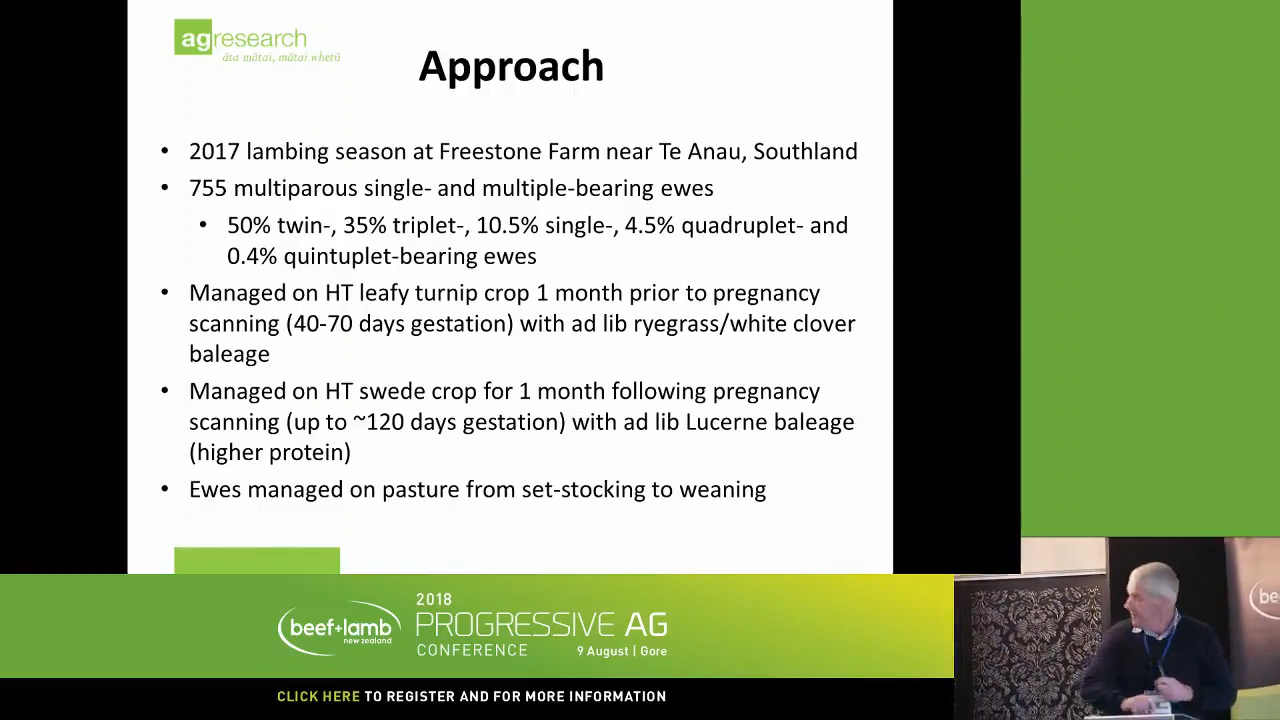 agresearch
āta mātai, mātai whetū
Approach
• 2017 lambing season at Freestone Farm near Te Anau, Southland
• 755 multiparous single- and multiple-bearing ewes
• 50% twin-, 35% triplet-, 10.5% single-, 4.5% quadruplet- and
0.4% quintuplet-bearing ewes
• Managed on HT leafy turnip crop 1 month prior to pregnancy
scanning (40-70 days gestation) with ad lib ryegrass/white clover
baleage
• Managed on HT swede crop for 1 month following pregnancy
scanning (up to ~120 days gestation) with ad lib Lucerne baleage
(higher protein)
• Ewes managed on pasture from set-stocking to weaning
beef+lamb
new zealand
2018
PROGRESSIVE AG
CONFERENCE
9 August | Gore
CLICK HERE TO REGISTER AND FOR MORE INFORMATION
be